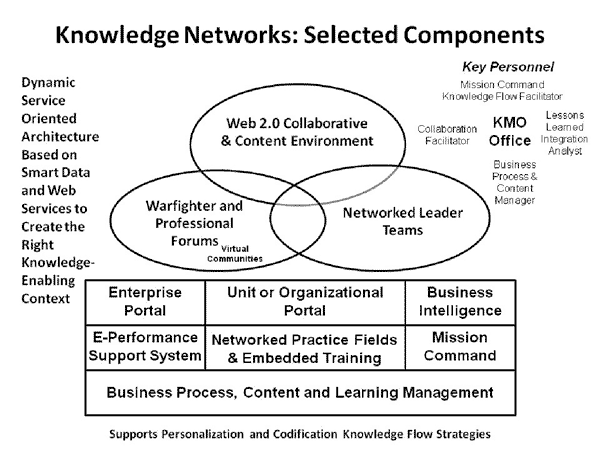 Knowledge Networks: Selected Components
Dynamic
Service
Oriented
Architecture
Based on
Smart Data
and Web
Services to
Create the
Right
Knowledge-
Enabling
Context
Key Personnel
Mission Command
Knowledge Flow Facilitator
Collaboration
Facilitator
KMO
Office
Lessons
Learned
Integration
Analyst
Business
Process &
Content
Manager
Web 2.0 Collaborative
& Content Environment
Warfighter and
Professional
Forums
Virtual
Communities
Networked Leader
Teams
Enterprise
Portal
Unit or Organizational
Portal
Business
Intelligence
E-Performance
Support System
Networked Practice Fields
& Embedded Training
Mission
Command
Business Process, Content and Learning Management
Supports Personalization and Codification Knowledge Flow Strategies